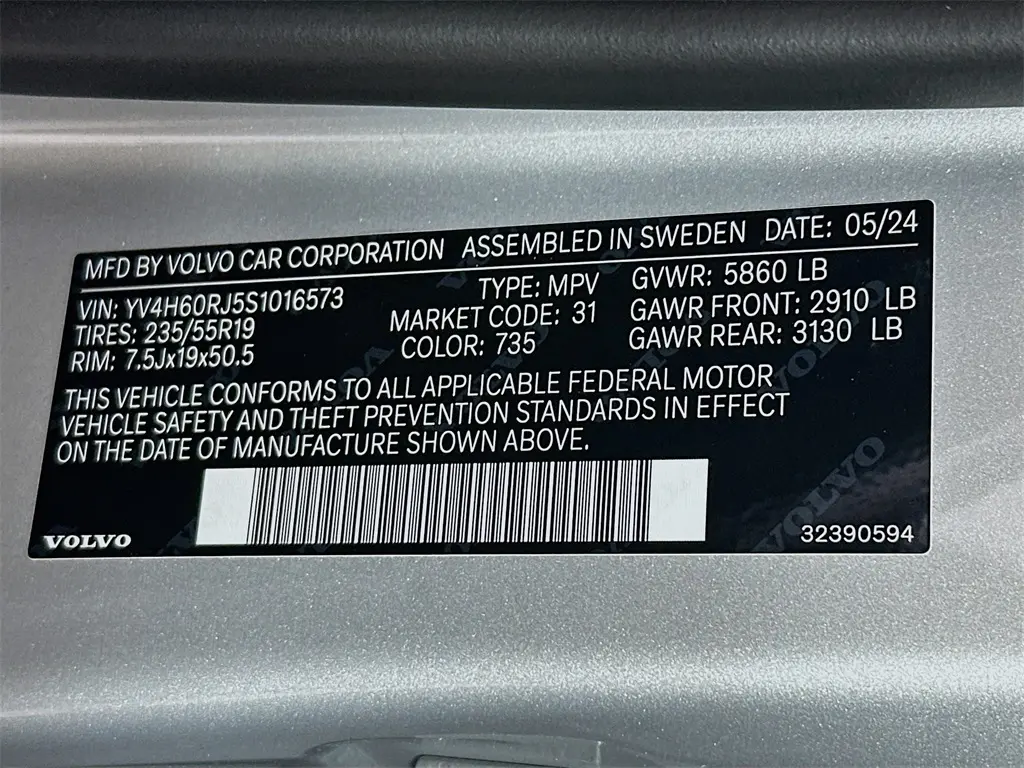 MFD BY VOLVO CAR CORPORATION ASSEMBLED IN SWEDEN DATE: 05/24
VIN: YV4H60RJ5S1016573 TYPE: MPV GVWR: 5860 LB
TIRES: 235/55R19 MARKET CODE: 31 GAWR FRONT: 2910 LB
RIM: 7.5Jx19x50.5 COLOR: 735 GAWR REAR: 3130 LB
THIS VEHICLE CONFORMS TO ALL APPLICABLE FEDERAL MOTOR
VEHICLE SAFETY AND THEFT PREVENTION STANDARDS IN EFFECT
ON THE DATE OF MANUFACTURE SHOWN ABOVE.
VOLVO 32390594